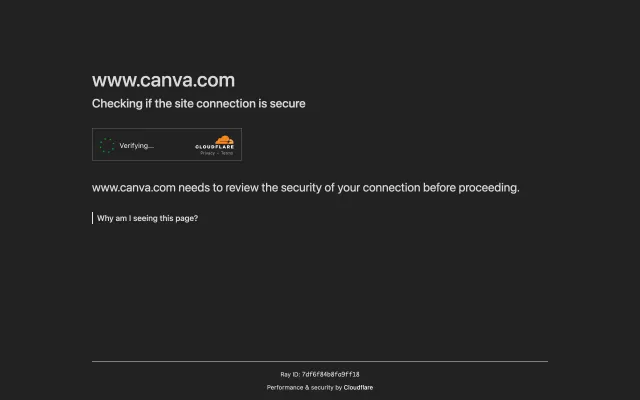 www.canva.com
Checking if the site connection is secure
Verifying...
CLOUDFLARE
Privacy - Terms
www.canva.com needs to review the security of your connection before proceeding.
Why am I seeing this page?
Ray ID: 7df6f84b8fa9ff18
Performance & security by Cloudflare